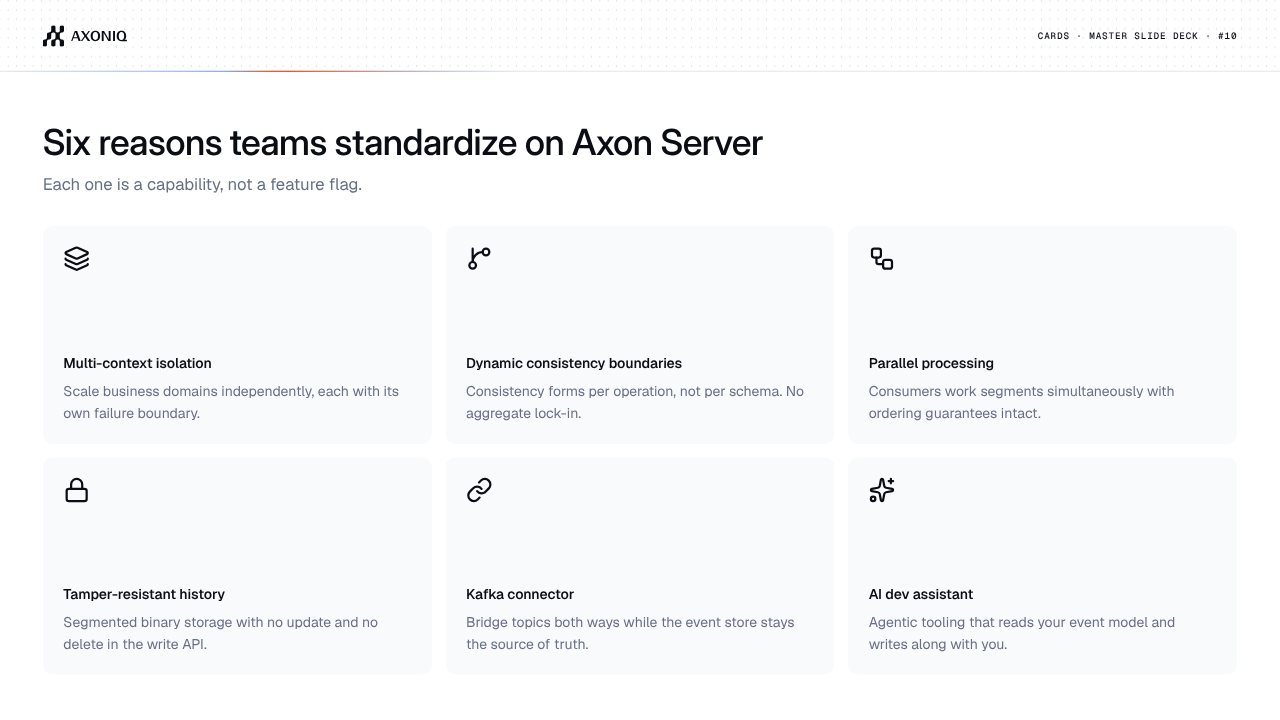 AXONIQ
CARDS · MASTER SLIDE DECK · #10
Six reasons teams standardize on Axon Server
Each one is a capability, not a feature flag.
Multi-context isolation
Scale business domains independently, each with its
own failure boundary.
Dynamic consistency boundaries
Consistency forms per operation, not per schema. No
aggregate lock-in.
Parallel processing
Consumers work segments simultaneously with
ordering guarantees intact.
Tamper-resistant history
Segmented binary storage with no update and no
delete in the write API.
Kafka connector
Bridge topics both ways while the event store stays
the source of truth.
AI dev assistant
Agentic tooling that reads your event model and
writes along with you.